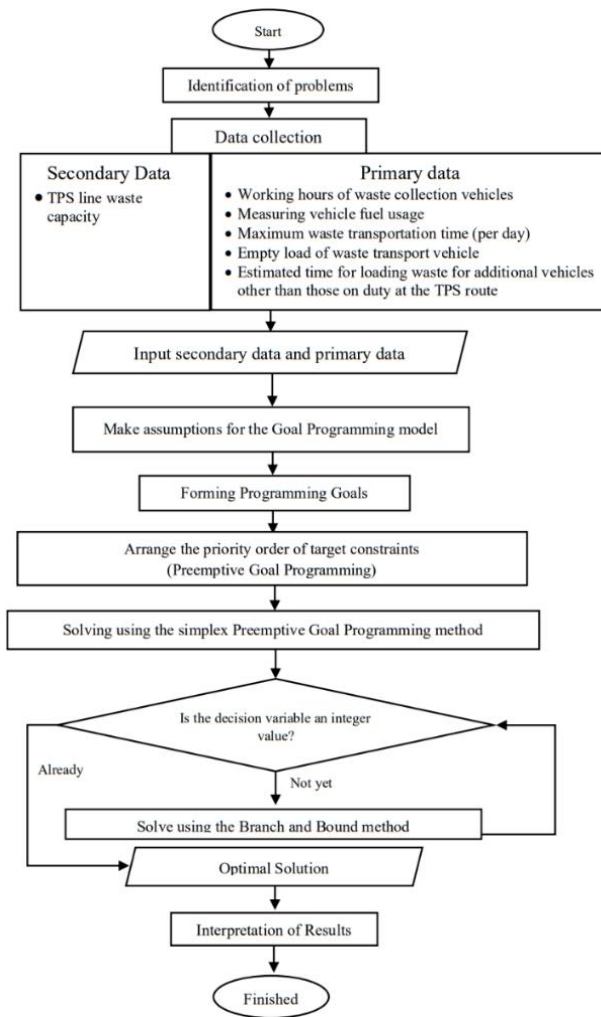 Start
Identification of problems
Data collection
Secondary Data
• TPS line waste
capacity
Primary data
• Working hours of waste collection vehicles
• Measuring vehicle fuel usage
• Maximum waste transportation time (per day)
• Empty load of waste transport vehicle
• Estimated time for loading waste for additional vehicles
other than those on duty at the TPS route
Input secondary data and primary data
Make assumptions for the Goal Programming model
Forming Programming Goals
Arrange the priority order of target constraints
(Preemptive Goal Programming)
Solving using the simplex Preemptive Goal Programming method
Is the decision variable an integer
value?
Already
Not yet
Solve using the Branch and Bound method
Optimal Solution
Interpretation of Results
Finished